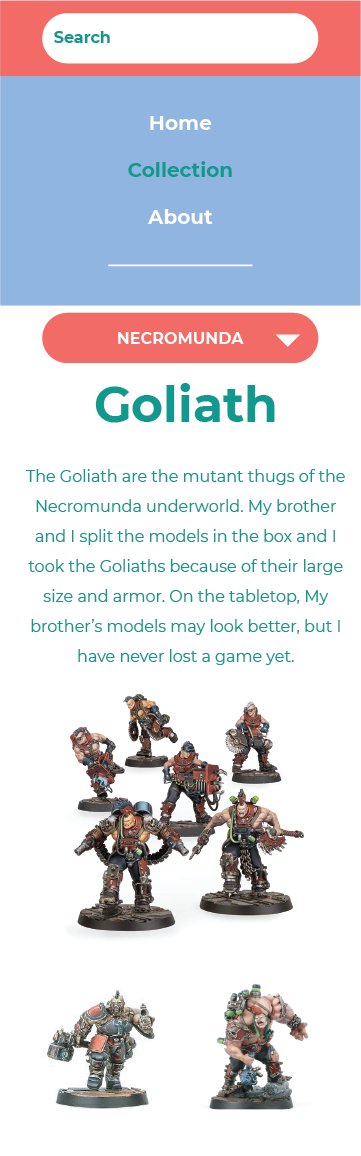 Search
Home
Collection
About
NECROMUNDA
Goliath
The Goliath are the mutant thugs of the
Necromunda underworld. My brother
and I split the models in the box and I
took the Goliaths because of their large
size and armor. On the tabletop, My
brother’s models may look better, but I
have never lost a game yet.